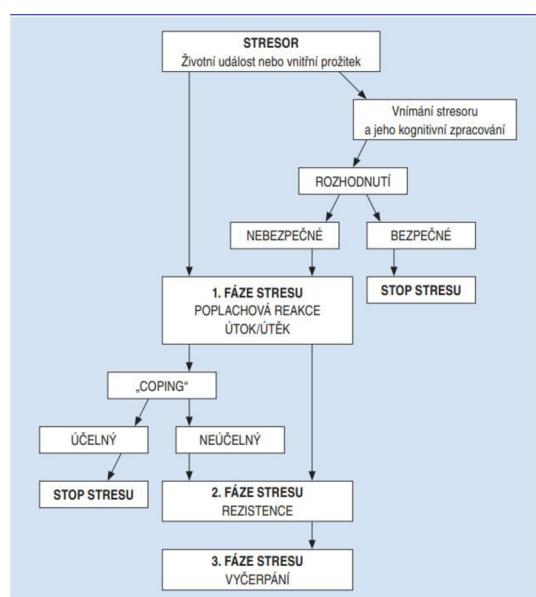 STRESOR
Životní událost nebo vnitřní prožitek
Vnímání stresoru
a jeho kognitivní zpracování
ROZHODNUTÍ
NEBEZPEČNÉ
BEZPEČNÉ
1. FÁZE STRESU
POPLACHOVÁ REAKCE
ÚTOK/ÚTĚK
STOP STRESU
„COPING“
ÚČELNÝ
NEÚČELNÝ
STOP STRESU
2. FÁZE STRESU
REZISTENCE
3. FÁZE STRESU
VYČERPÁNÍ